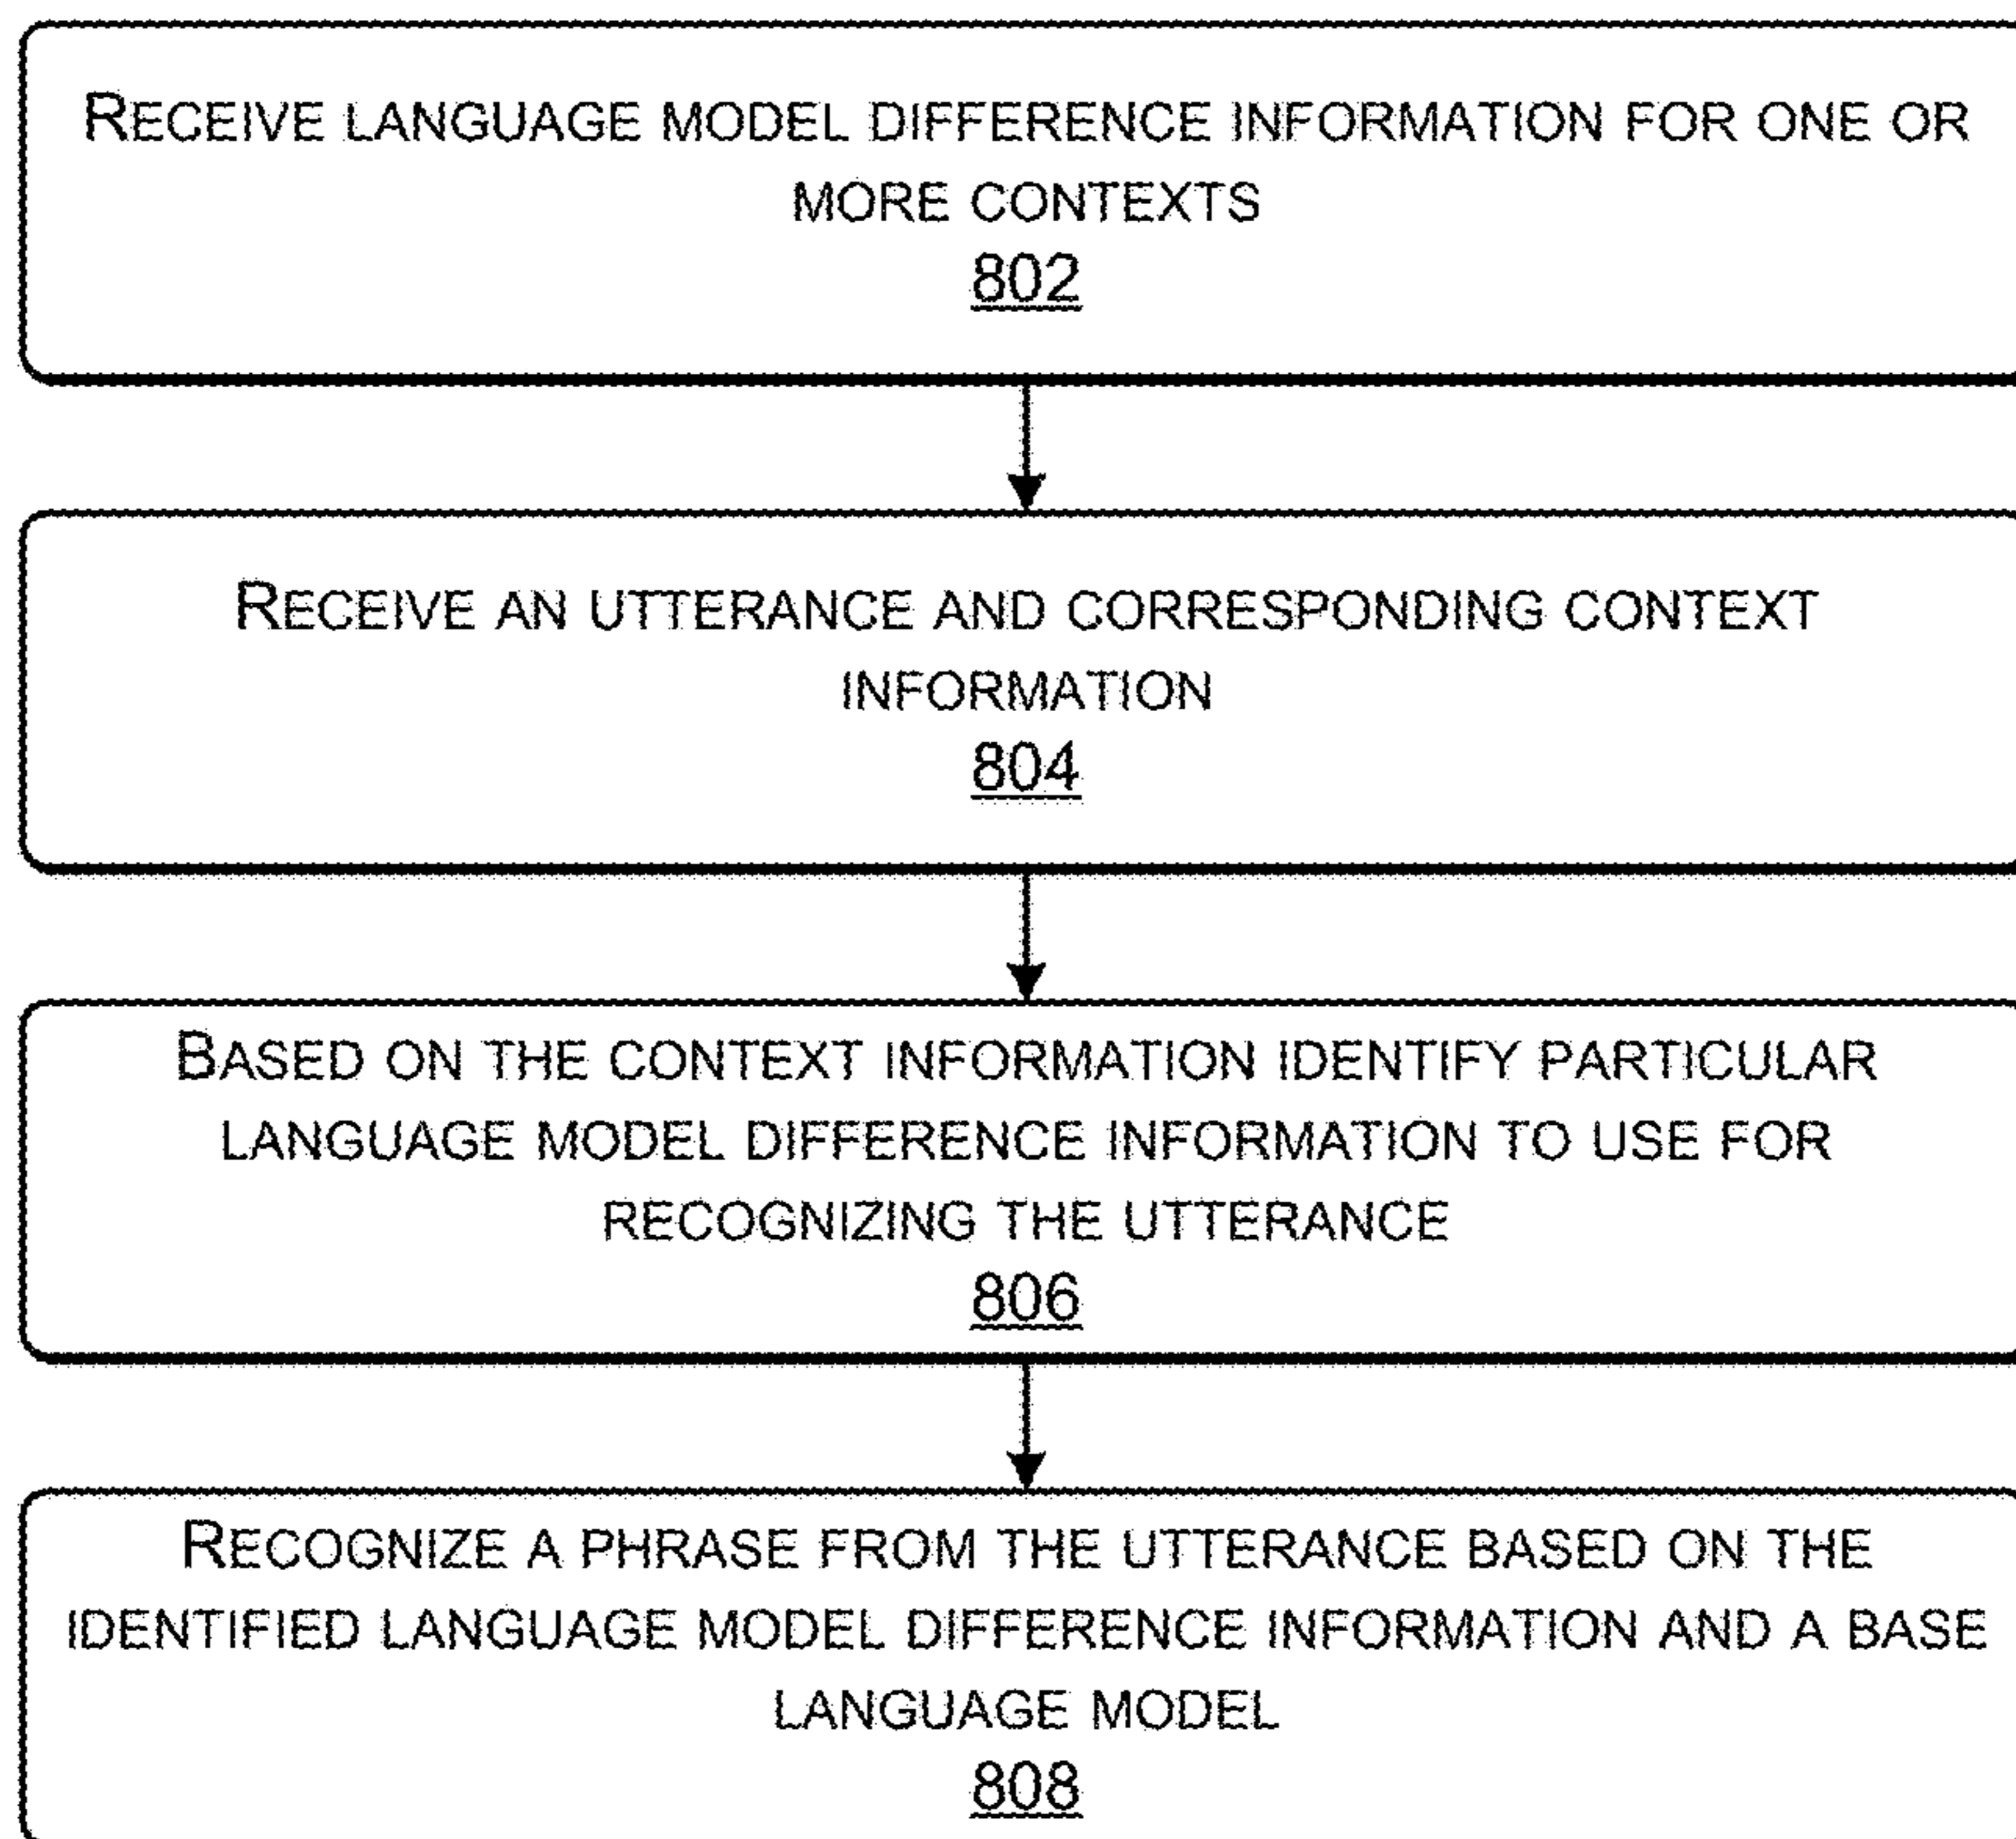 RECEIVE LANGUAGE MODEL DIFFERENCE INFORMATION FOR ONE OR
MORE CONTEXTS
802
RECEIVE AN UTTERANCE AND CORRESPONDING CONTEXT
INFORMATION
804
BASED ON THE CONTEXT INFORMATION IDENTIFY PARTICULAR
LANGUAGE MODEL DIFFERENCE INFORMATION TO USE FOR
RECOGNIZING THE UTTERANCE
806
RECOGNIZE A PHRASE FROM THE UTTERANCE BASED ON THE
IDENTIFIED LANGUAGE MODEL DIFFERENCE INFORMATION AND A BASE
LANGUAGE MODEL
808